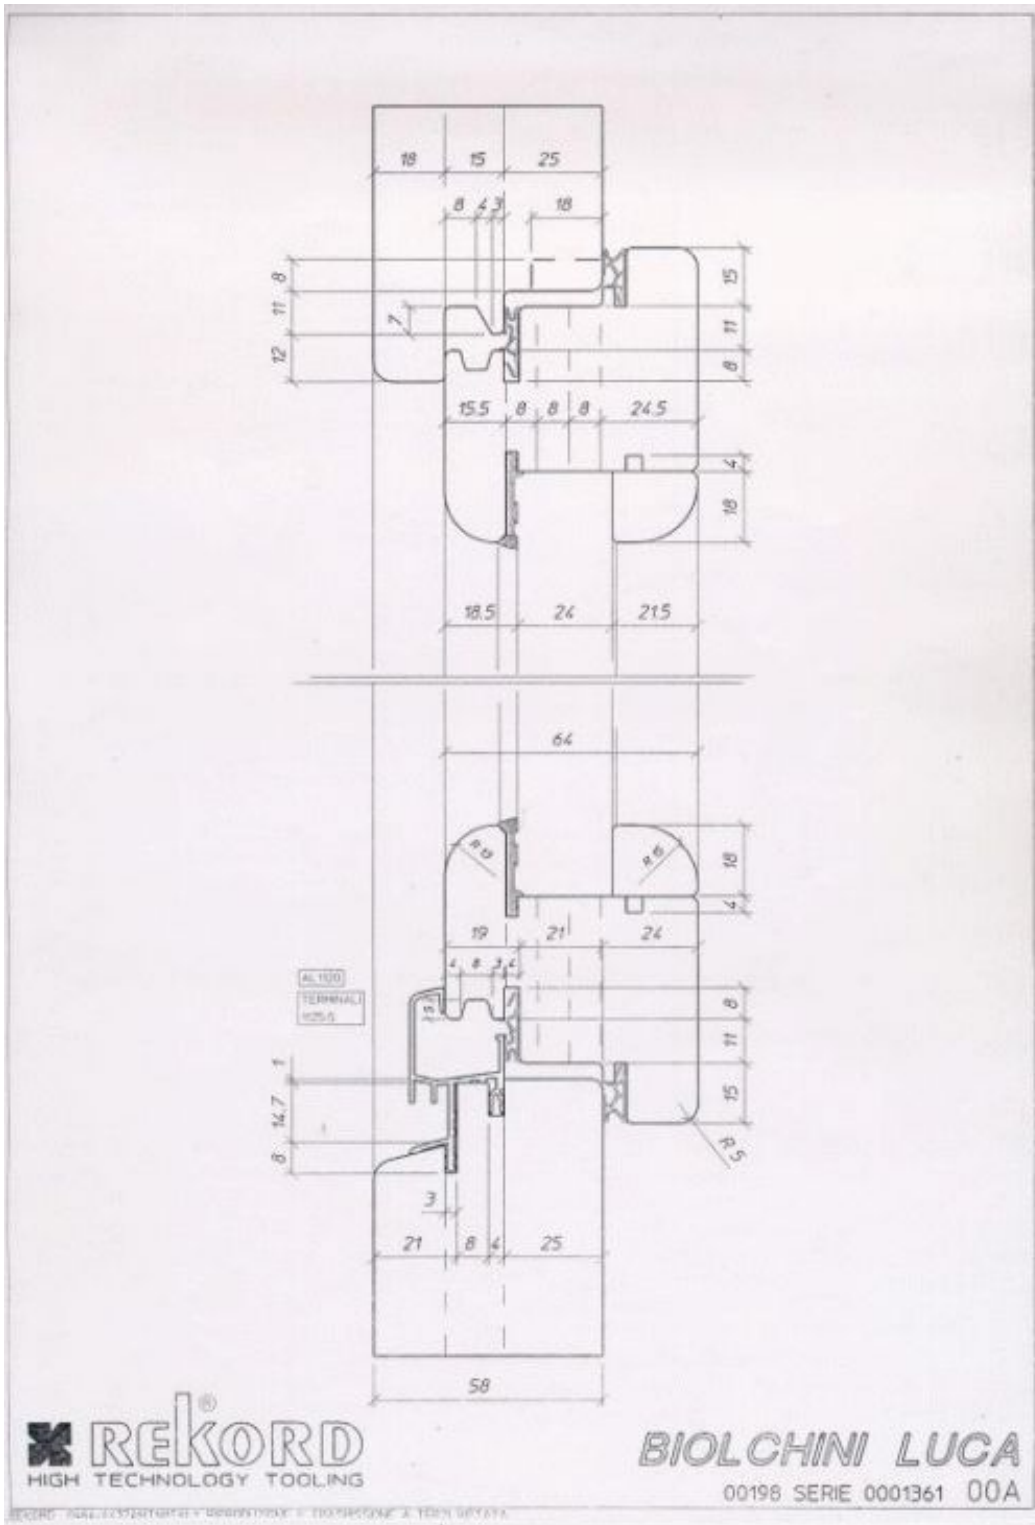 18 15 25
8 4 3 18
8
15
11
7
11
12
8
15.5 8 8 8 24.5
4
18
18.5 24 21.5
64
R 13
R 15
18
4
19 21 24
4 8 3 4
AL 1100
TERMINALI
8
5
11
1
15
14.7
R 5
8
3
21 8 4 25
58
REKORD ®
HIGH TECHNOLOGY TOOLING
BIOLCHINI LUCA
00198 SERIE 0001361 00A